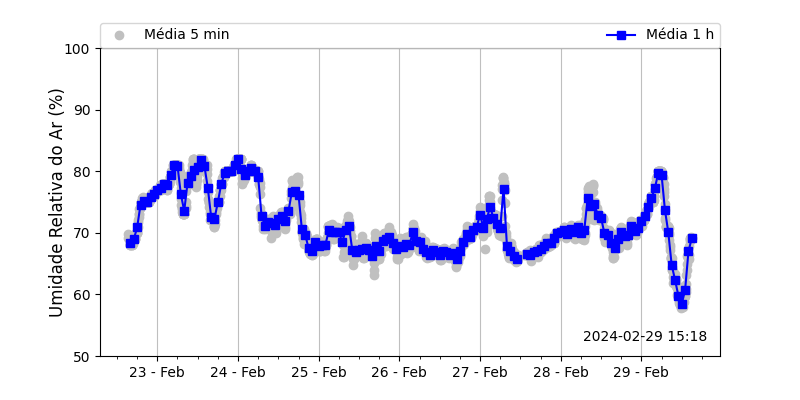 Média 5 min
Média 1 h
Umidade Relativa do Ar (%)
100
90
80
70
60
50
2024-02-29 15:18
23 - Feb
24 - Feb
25 - Feb
26 - Feb
27 - Feb
28 - Feb
29 - Feb